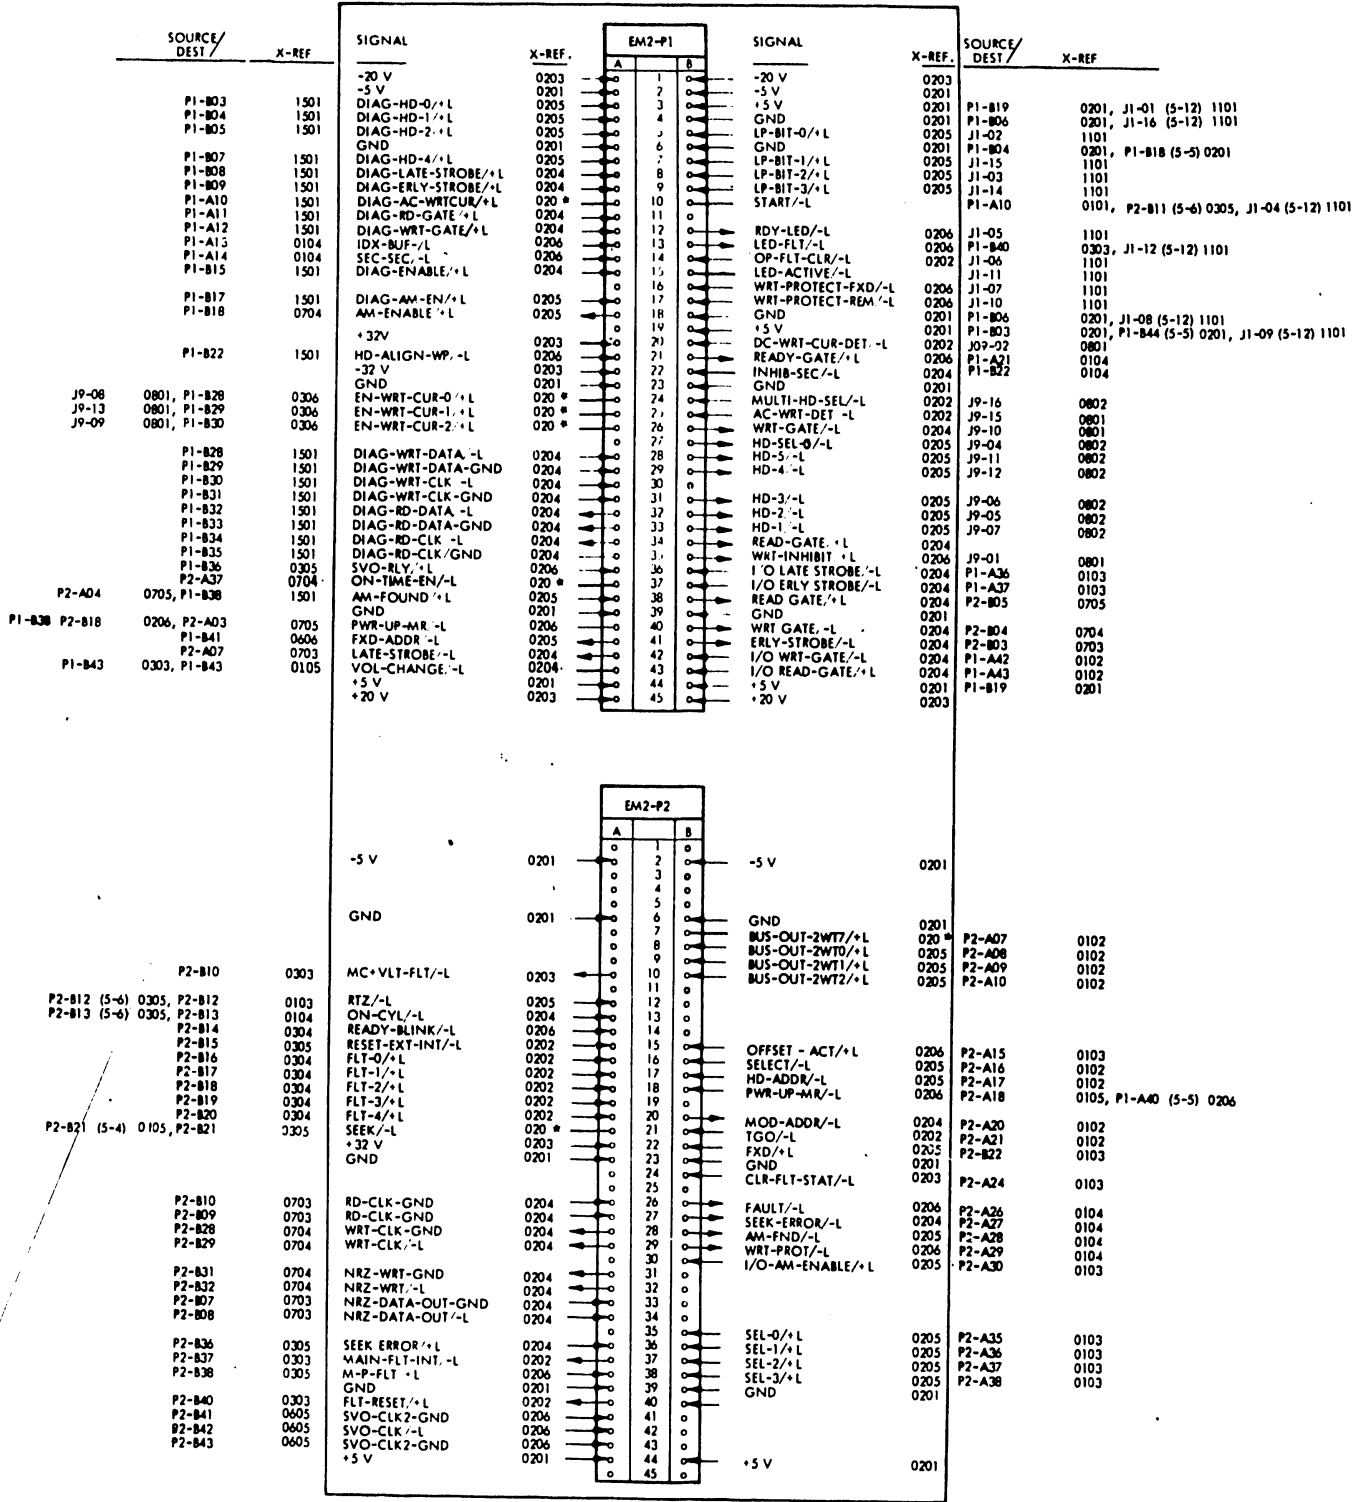 SOURCE/ DEST X-REF SIGNAL X-REF. EM2-P1 SIGNAL X-REF. SOURCE/ DEST X-REF
A B
-20 V 0203 1 -20 V 0203
-5 V 0201 2 -5 V 0201
P1-B03 1501 DIAG-HD-0/+L 0205 3 +5 V 0201 P1-B19 0201, J1-01 (5-12) 1101
P1-B04 1501 DIAG-HD-1/+L 0205 4 GND 0201 P1-B06 0201, J1-16 (5-12) 1101
P1-B05 1501 DIAG-HD-2/+L 0205 5 LP-BIT-0/+L 0205 J1-02 1101
GND 0201 6 GND 0201 P1-B04 0201, P1-B18 (5-5) 0201
P1-B07 1501 DIAG-HD-4/+L 0205 7 LP-BIT-1/+L 0205 J1-15 1101
P1-B08 1501 DIAG-LATE-STROBE/+L 0204 8 LP-BIT-2/+L 0205 J1-03 1101
P1-B09 1501 DIAG-ERLY-STROBE/+L 0204 9 LP-BIT-3/+L 0205 J1-14 1101
P1-A10 1501 DIAG-AC-WRTCUR/+L 020* 10 START/-L P1-A10 0101, P2-B11 (5-6) 0305, J1-04 (5-12) 1101
P1-A11 1501 DIAG-RD-GATE/+L 0204 11
P1-A12 1501 DIAG-WRT-GATE/+L 0204 12 RDY-LED/-L 0206 J1-05 1101
P1-A13 0104 IDX-BUF-/L 0206 13 LED-FLT/-L 0206 P1-B40 0303, J1-12 (5-12) 1101
P1-A14 0104 SEC-SEC/-L 0206 14 OP-FLT-CLR/-L 0202 J1-06 1101
P1-B15 1501 DIAG-ENABLE/+L 0204 15 LED-ACTIVE/-L J1-11 1101
16 WRT-PROTECT-FXD/-L 0206 J1-07 1101
P1-B17 1501 DIAG-AM-EN/+L 0205 17 WRT-PROTECT-REM/-L 0206 J1-10 1101
P1-B18 0704 AM-ENABLE/+L 0205 18 GND 0201 P1-B06 0201, J1-08 (5-12) 1101
19 +5 V 0201 P1-B03 0201, P1-B44 (5-5) 0201, J1-09 (5-12) 1101
+32V 0203 20 DC-WRT-CUR-DET/-L 0202 J09-02 0801
P1-B22 1501 HD-ALIGN-WP/-L 0206 21 READY-GATE/+L 0206 P1-A21 0104
-32 V 0203 22 INHIB-SEC/-L 0204 P1-B22 0104
GND 0201 23 GND 0201
J9-08 0801, P1-B28 0306 EN-WRT-CUR-0/+L 020* 24 MULTI-HD-SEL/-L 0202 J9-16 0802
J9-13 0801, P1-B29 0306 EN-WRT-CUR-1/+L 020* 25 AC-WRT-DET -L 0202 J9-15 0801
J9-09 0801, P1-B30 0306 EN-WRT-CUR-2/+L 020* 26 WRT-GATE/-L 0204 J9-10 0801
27 HD-SEL-0/-L 0205 J9-04 0802
P1-B28 1501 DIAG-WRT-DATA/-L 0204 28 HD-5/-L 0205 J9-11 0802
P1-B29 1501 DIAG-WRT-DATA-GND 0204 29 HD-4/-L 0205 J9-12 0802
P1-B30 1501 DIAG-WRT-CLK -L 0204 30
P1-B31 1501 DIAG-WRT-CLK-GND 0204 31 HD-3/-L 0205 J9-06 0802
P1-B32 1501 DIAG-RD-DATA/-L 0204 32 HD-2/-L 0205 J9-05 0802
P1-B33 1501 DIAG-RD-DATA-GND 0204 33 HD-1/-L 0205 J9-07 0802
P1-B34 1501 DIAG-RD-CLK -L 0204 34 READ-GATE/+L 0204
P1-B35 1501 DIAG-RD-CLK/GND 0204 35 WRT-INHIBIT +L 0206 J9-01 0801
P1-B36 0305 SVO-RLY/+L 0206 36 I/O LATE STROBE/-L 0204 P1-A36 0103
P2-A37 0704 ON-TIME-EN/-L 020* 37 I/O ERLY STROBE/-L 0204 P1-A37 0103
P2-A04 0705, P1-B38 1501 AM-FOUND/+L 0205 38 READ GATE/+L 0204 P2-B05 0705
GND 0201 39 GND 0201
P1-B38 P2-B18 0206, P2-A03 0705 PWR-UP-MR/-L 0206 40 WRT GATE/-L 0204 P2-B04 0704
P1-B41 0606 FXD-ADDR/-L 0205 41 ERLY-STROBE/-L 0204 P2-B03 0703
P2-A07 0703 LATE-STROBE/-L 0204 42 I/O WRT-GATE/-L 0204 P1-A42 0102
P1-B43 0303, P1-B43 0105 VOL-CHANGE/-L 0204 43 I/O READ-GATE/+L 0204 P1-A43 0102
+5 V 0201 44 +5 V 0201 P1-B19 0201
+20 V 0203 45 +20 V 0203
EM2-P2
A B
1
-5 V 0201 2 -5 V 0201
3
4
5
GND 0201 6 GND 0201
7 BUS-OUT-2WT7/+L 020* P2-A07 0102
8 BUS-OUT-2WT0/+L 0205 P2-A08 0102
9 BUS-OUT-2WT1/+L 0205 P2-A09 0102
P2-B10 0303 MC+VLT-FLT/-L 0203 10 BUS-OUT-2WT2/+L 0205 P2-A10 0102
11
P2-B12 (5-6) 0305, P2-B12 0103 RTZ/-L 0205 12
P2-B13 (5-6) 0305, P2-B13 0104 ON-CYL/-L 0204 13
P2-B14 0304 READY-BLINK/-L 0206 14
P2-B15 0305 RESET-EXT-INT/-L 0202 15 OFFSET - ACT/+L 0206 P2-A15 0103
P2-B16 0304 FLT-0/+L 0202 16 SELECT/-L 0205 P2-A16 0102
P2-B17 0304 FLT-1/+L 0202 17 HD-ADDR/-L 0205 P2-A17 0102
P2-B18 0304 FLT-2/+L 0202 18 PWR-UP-MR/-L 0206 P2-A18 0105, P1-A40 (5-5) 0206
P2-B19 0304 FLT-3/+L 0202 19
P2-B20 0304 FLT-4/+L 0202 20 MOD-ADDR/-L 0204 P2-A20 0102
P2-B21 (5-4) 0105, P2-B21 0305 SEEK/-L 020* 21 TGO/-L 0202 P2-A21 0102
+32 V 0203 22 FXD/+L 0205 P2-B22 0103
GND 0201 23 GND 0201
24 CLR-FLT-STAT/-L 0203 P2-A24 0103
25
P2-B10 0703 RD-CLK-GND 0204 26 FAULT/-L 0206 P2-A26 0104
P2-B09 0703 RD-CLK-GND 0204 27 SEEK-ERROR/-L 0204 P2-A27 0104
P2-B28 0704 WRT-CLK-GND 0204 28 AM-FND/-L 0205 P2-A28 0104
P2-B29 0704 WRT-CLK/-L 0204 29 WRT-PROT/-L 0206 P2-A29 0104
30 I/O-AM-ENABLE/+L 0205 P2-A30 0103
P2-B31 0704 NRZ-WRT-GND 0204 31
P2-B32 0704 NRZ-WRT/-L 0204 32
P2-B07 0703 NRZ-DATA-OUT-GND 0204 33
P2-B08 0703 NRZ-DATA-OUT/-L 0204 34
35 SEL-0/+L 0205 P2-A35 0103
P2-B36 0305 SEEK ERROR/+L 0204 36 SEL-1/+L 0205 P2-A36 0103
P2-B37 0303 MAIN-FLT-INT/-L 0202 37 SEL-2/+L 0205 P2-A37 0103
P2-B38 0305 M-P-FLT +L 0206 38 SEL-3/+L 0205 P2-A38 0103
GND 0201 39 GND 0201
P2-B40 0303 FLT-RESET/+L 0202 40
P2-B41 0605 SVO-CLK2-GND 0206 41
B2-B42 0605 SVO-CLK/-L 0206 42
P2-B43 0605 SVO-CLK2-GND 0206 43
+5 V 0201 44 +5 V 0201
45